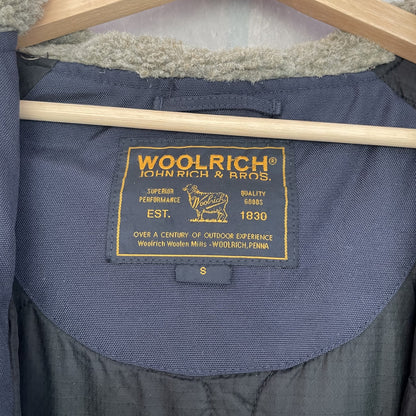 WOOLRICH®
JOHN RICH & BROS.
SUPERIOR PERFORMANCE
Woolrich
QUALITY GOODS
EST. 1830
OVER A CENTURY OF OUTDOOR EXPERIENCE
Woolrich Woolen Mills - WOOLRICH, PENNA
S